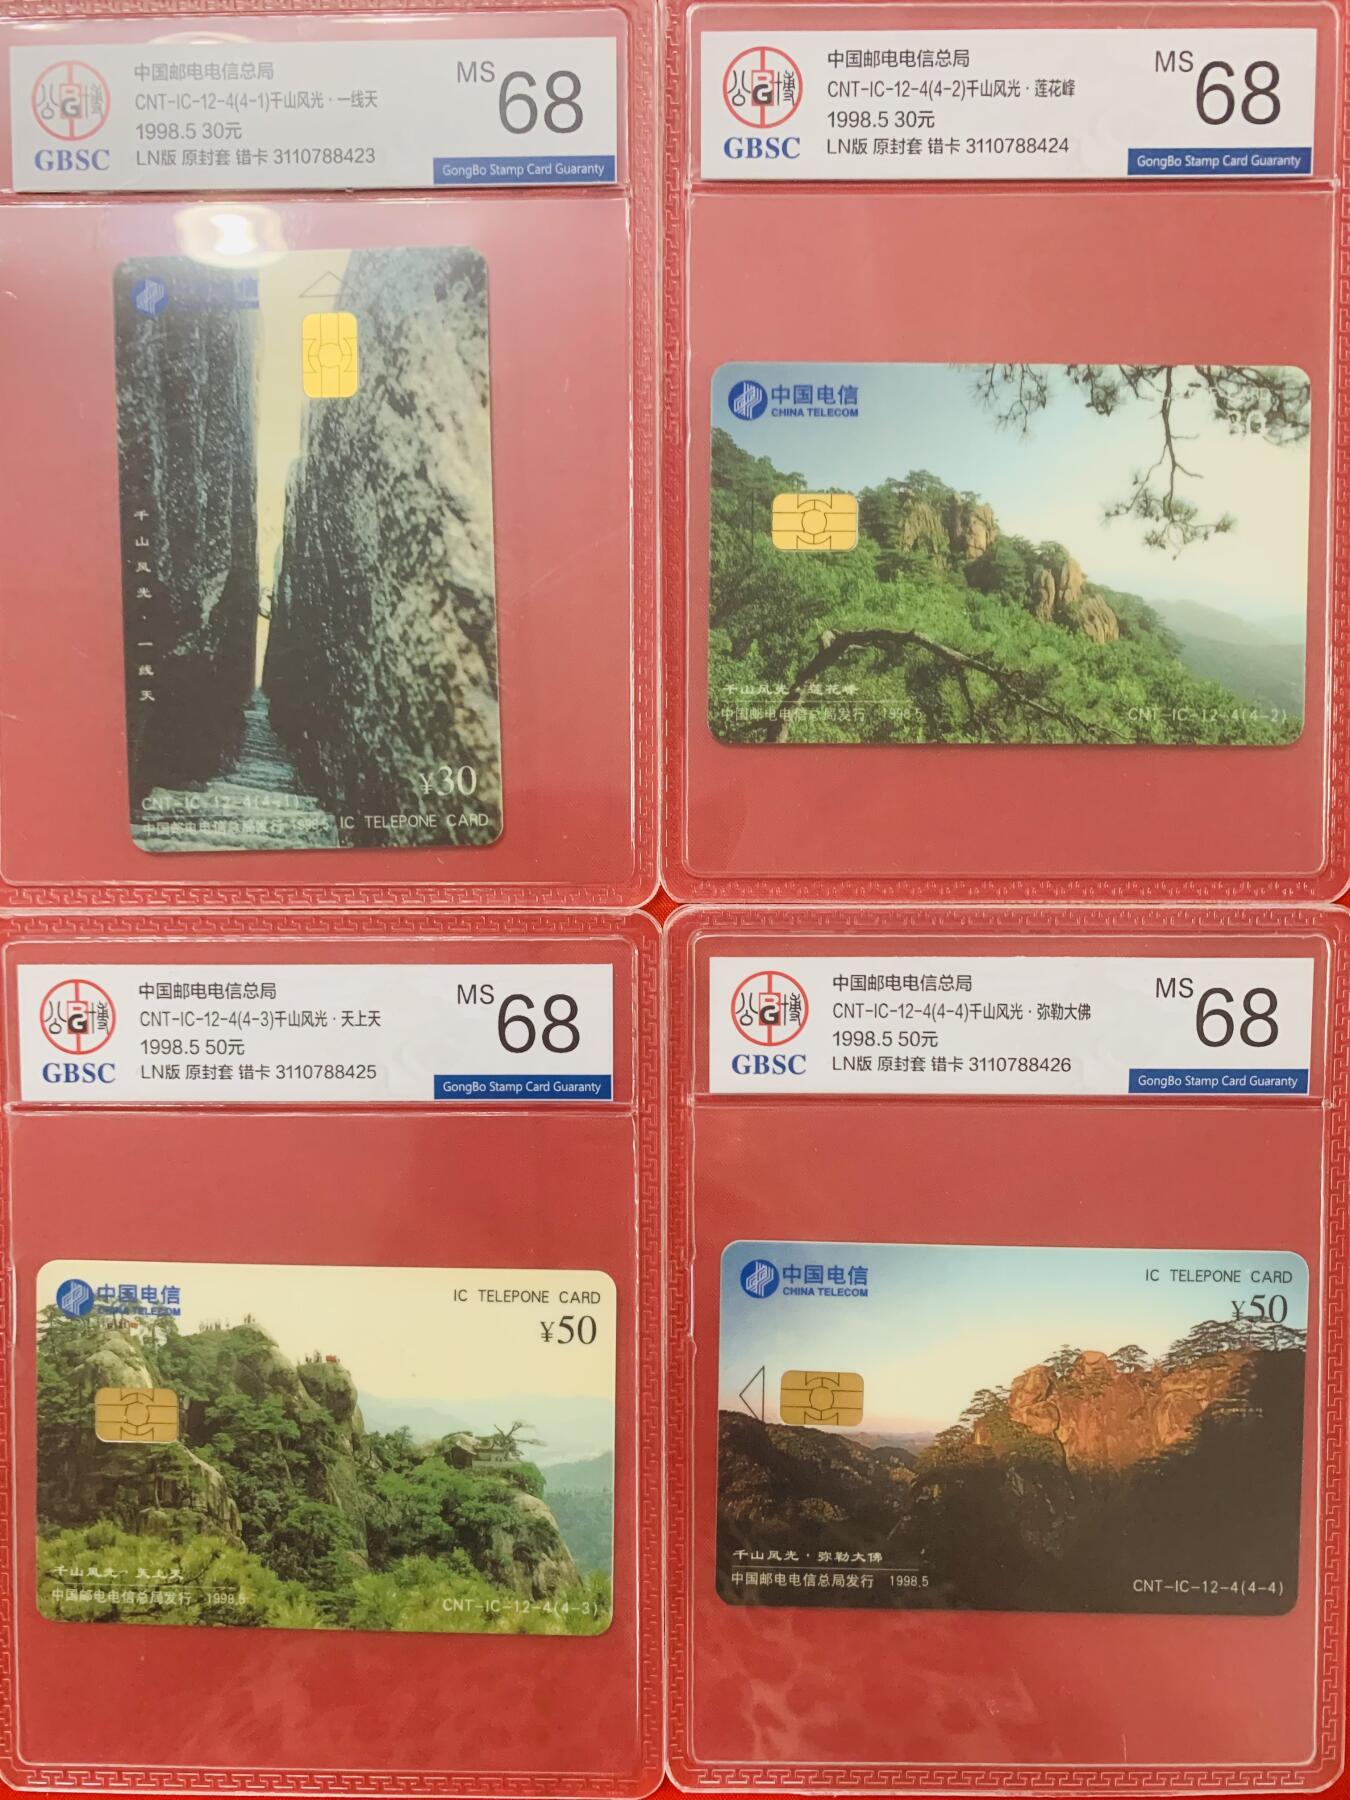 公博
BG
GBSC
中国邮电电信总局
CNT-IC-12-4(4-1)千山风光·一线天
1998.5 30元
LN版 原封套 错卡 3110788423
MS 68
GongBo Stamp Card Guaranty
TELECOM
千山风光·一线天
¥30
CNT-IC-12-4(4-1)
中国邮电电信总局发行 1998.5 IC TELEPONE CARD
公博
BG
GBSC
中国邮电电信总局
CNT-IC-12-4(4-2)千山风光·莲花峰
1998.5 30元
LN版 原封套 错卡 3110788424
MS 68
GongBo Stamp Card Guaranty
中国电信
CHINA TELECOM
千山风光·莲花峰
中国邮电电信总局发行 1998.5
CNT-IC-12-4(4-2)
公博
BG
GBSC
中国邮电电信总局
CNT-IC-12-4(4-3)千山风光·天上天
1998.5 50元
LN版 原封套 错卡 3110788425
MS 68
GongBo Stamp Card Guaranty
中国电信
CHINA TELECOM
IC TELEPONE CARD
¥50
千山风光·天上天
中国邮电电信总局发行 1998.5
CNT-IC-12-4(4-3)
公博
BG
GBSC
中国邮电电信总局
CNT-IC-12-4(4-4)千山风光·弥勒大佛
1998.5 50元
LN版 原封套 错卡 3110788426
MS 68
GongBo Stamp Card Guaranty
中国电信
CHINA TELECOM
IC TELEPONE CARD
¥50
千山风光·弥勒大佛
中国邮电电信总局发行 1998.5
CNT-IC-12-4(4-4)